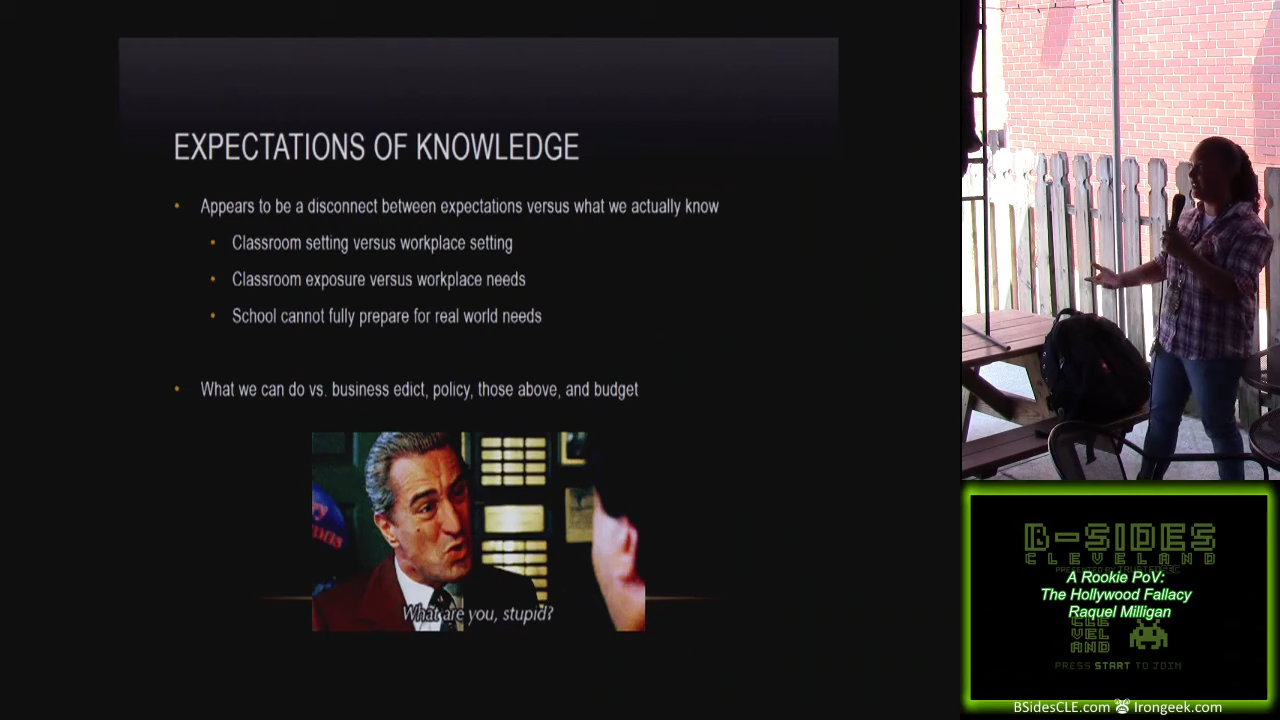 EXPECTATIONS OF KNOWLEDGE
• Appears to be a disconnect between expectations versus what we actually know
• Classroom setting versus workplace setting
• Classroom exposure versus workplace needs
• School cannot fully prepare for real world needs
• What we can do vs. business edict, policy, those above, and budget
What are you, stupid?
B-SIDES
CLEVELAND
PRESENTED BY
A Rookie PoV:
The Hollywood Fallacy
Raquel Milligan
CLE
VEL
AND
PRESS START TO JOIN
BSidesCLE.com Irongeek.com